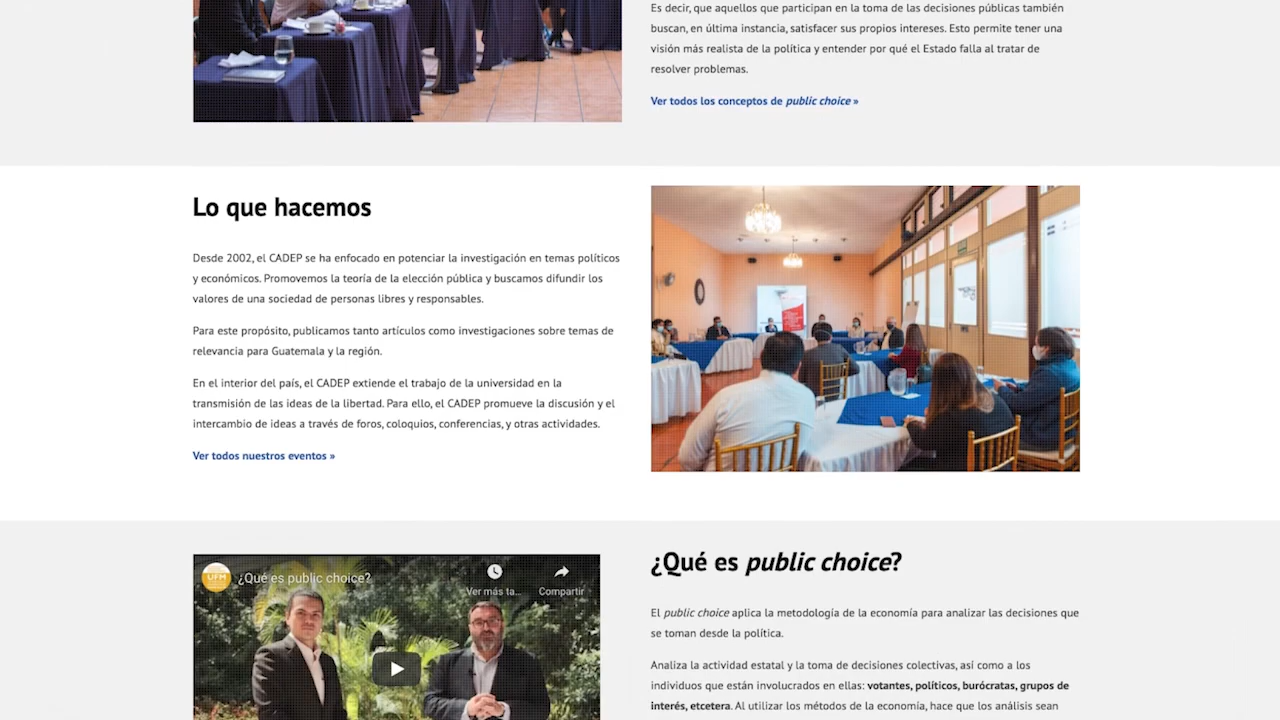 Es decir, que aquellos que participan en la toma de las decisiones públicas también
buscan, en última instancia, satisfacer sus propios intereses. Esto permite tener una
visión más realista de la política y entender por qué el Estado falla al tratar de
resolver problemas.
Ver todos los conceptos de public choice »
Lo que hacemos
Desde 2002, el CADEP se ha enfocado en potenciar la investigación en temas políticos
y económicos. Promovemos la teoría de la elección pública y buscamos difundir los
valores de una sociedad de personas libres y responsables.
Para este propósito, publicamos tanto artículos como investigaciones sobre temas de
relevancia para Guatemala y la región.
En el interior del país, el CADEP extiende el trabajo de la universidad en la
transmisión de las ideas de la libertad. Para ello, el CADEP promueve la discusión y el
intercambio de ideas a través de foros, coloquios, conferencias, y otras actividades.
Ver todos nuestros eventos »
UFM
¿Qué es public choice?
Ver más ta...
Compartir
¿Qué es public choice?
El public choice aplica la metodología de la economía para analizar las decisiones que
se toman desde la política.
Analiza la actividad estatal y la toma de decisiones colectivas, así como a los
individuos que están involucrados en ellas: votantes, políticos, burócratas, grupos de
interés, etcetera. Al utilizar los métodos de la economía, hace que los análisis sean